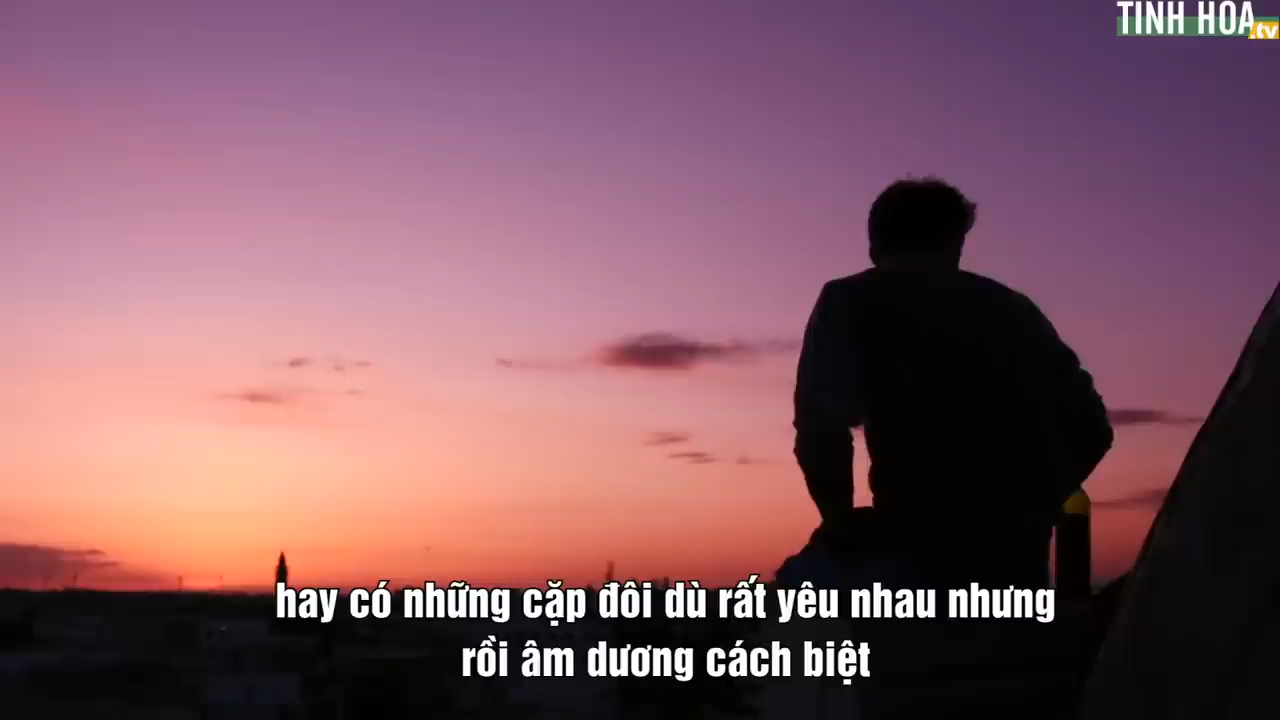 TINH HOA
.tv
hay có những cặp đôi dù rất yêu nhau nhưng
rồi âm dương cách biệt